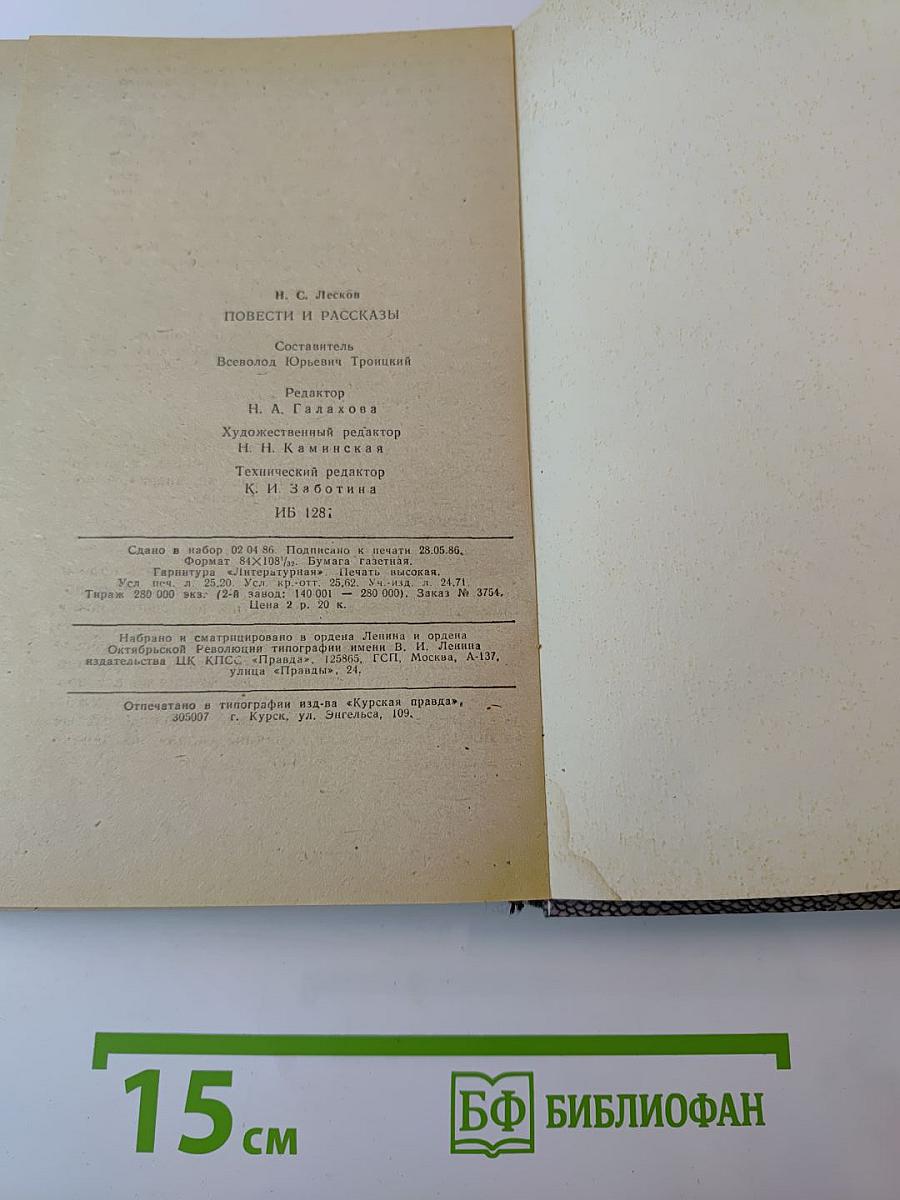 Н. С. Лесков
ПОВЕСТИ И РАССКАЗЫ
Составитель
Всеволод Юрьевич Троицкий
Редактор
Н. А. Галахова
Художественный редактор
Н. Н. Каминская
Технический редактор
К. И. Заботина
ИБ
Сдано в набор 02 04 86. Подписано к печати 28.05.86.
Формат 84×108¹/₃₂. Бумага газетная.
Гарнитура «Литературная». Печать высокая.
Усл печ. л. 25,20. Усл. кр.-отт. 25,62. Уч.-изд. л. 24,71.
Тираж 280 000 экз. (2-й завод: 140 001 — 280 000). Заказ № 3754.
Цена 2 р. 20 к.
Набрано и сматрицировано в ордена Ленина и ордена
Октябрьской Революции типографии имени В. И. Ленина
издательства ЦК КПСС «Правда». 125865, ГСП, Москва, А-137,
улица «Правды», 24.
Отпечатано в типографии изд-ва «Курская правда»,
305007 г. Курск, ул. Энгельса, 109.
15 см
БФ БИБЛИОФАН